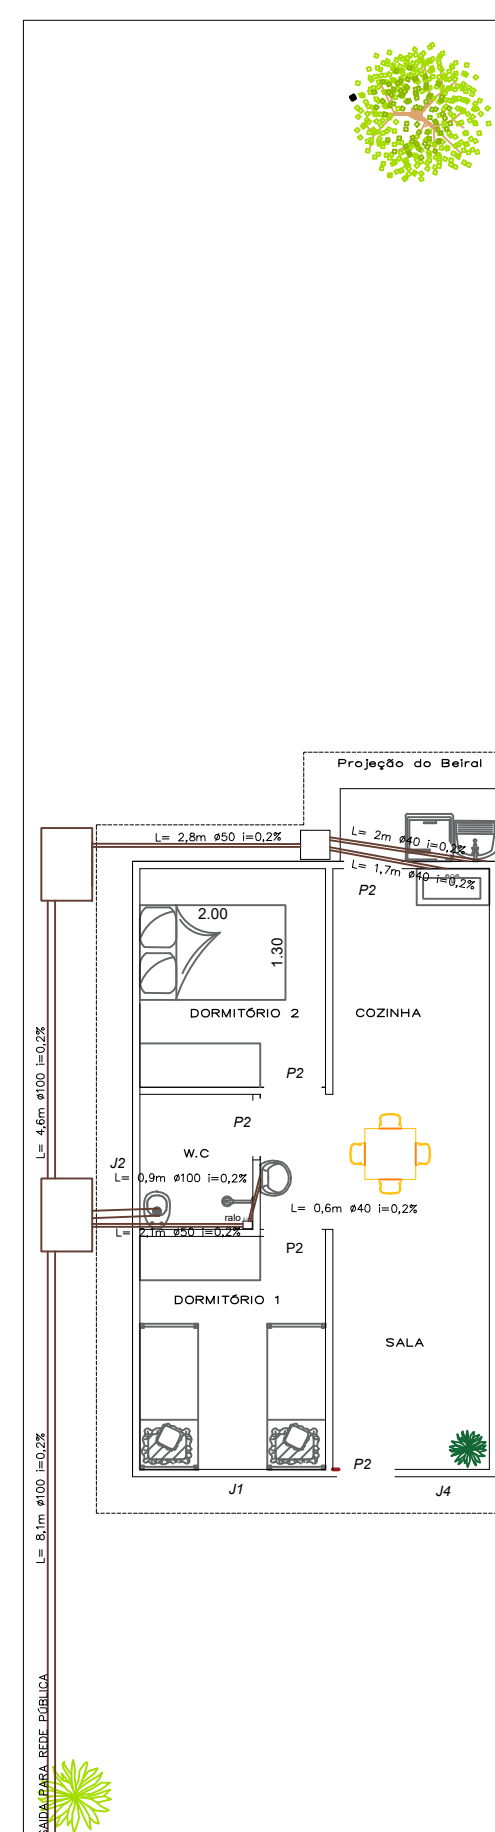 Projeção do Beiral
L= 2,8m ø50 i=0,2%
L= 2m ø40 i=0,2%
L= 1,7m ø40 i=0,2%
P2
2.00
1.30
DORMITÓRIO 2
COZINHA
L= 4,6m ø100 i=0,2%
P2
P2
W.C
J2
L= 0,9m ø100 i=0,2%
L= 0,6m ø40 i=0,2%
ralo
L= 2,1m ø50 i=0,2%
P2
DORMITÓRIO 1
SALA
L= 8,1m ø100 i=0,2%
P2
J1
J4
SAIDA PARA REDE PÚBLICA